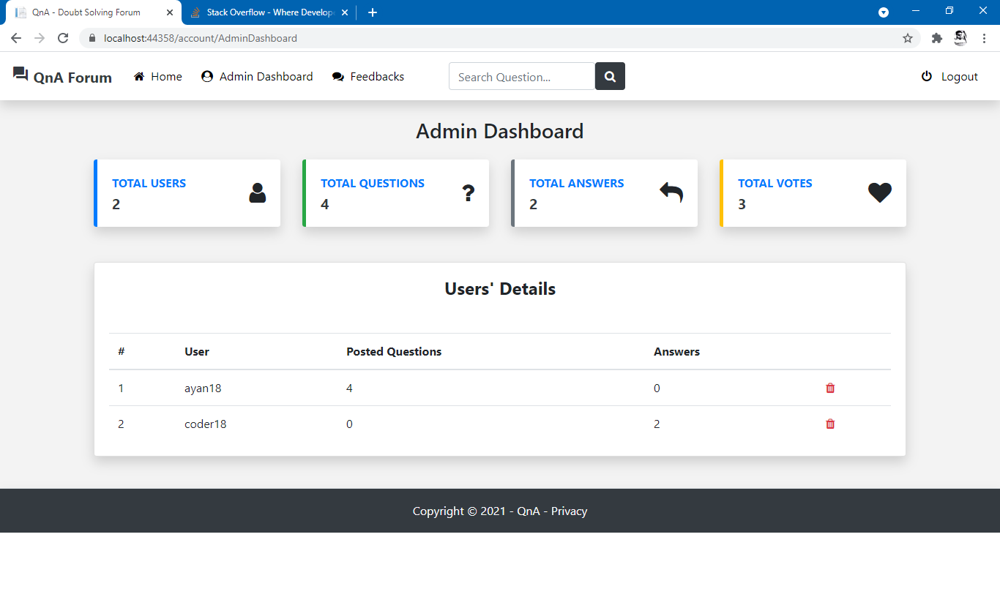 QnA - Doubt Solving Forum
Stack Overflow - Where Develop
localhost:44358/account/AdminDashboard
QnA Forum Home Admin Dashboard Feedbacks Search Question... Logout
Admin Dashboard
TOTAL USERS
2
TOTAL QUESTIONS
4
TOTAL ANSWERS
2
TOTAL VOTES
3
Users' Details
# User Posted Questions Answers
1 ayan18 4 0
2 coder18 0 2
Copyright © 2021 - QnA - Privacy